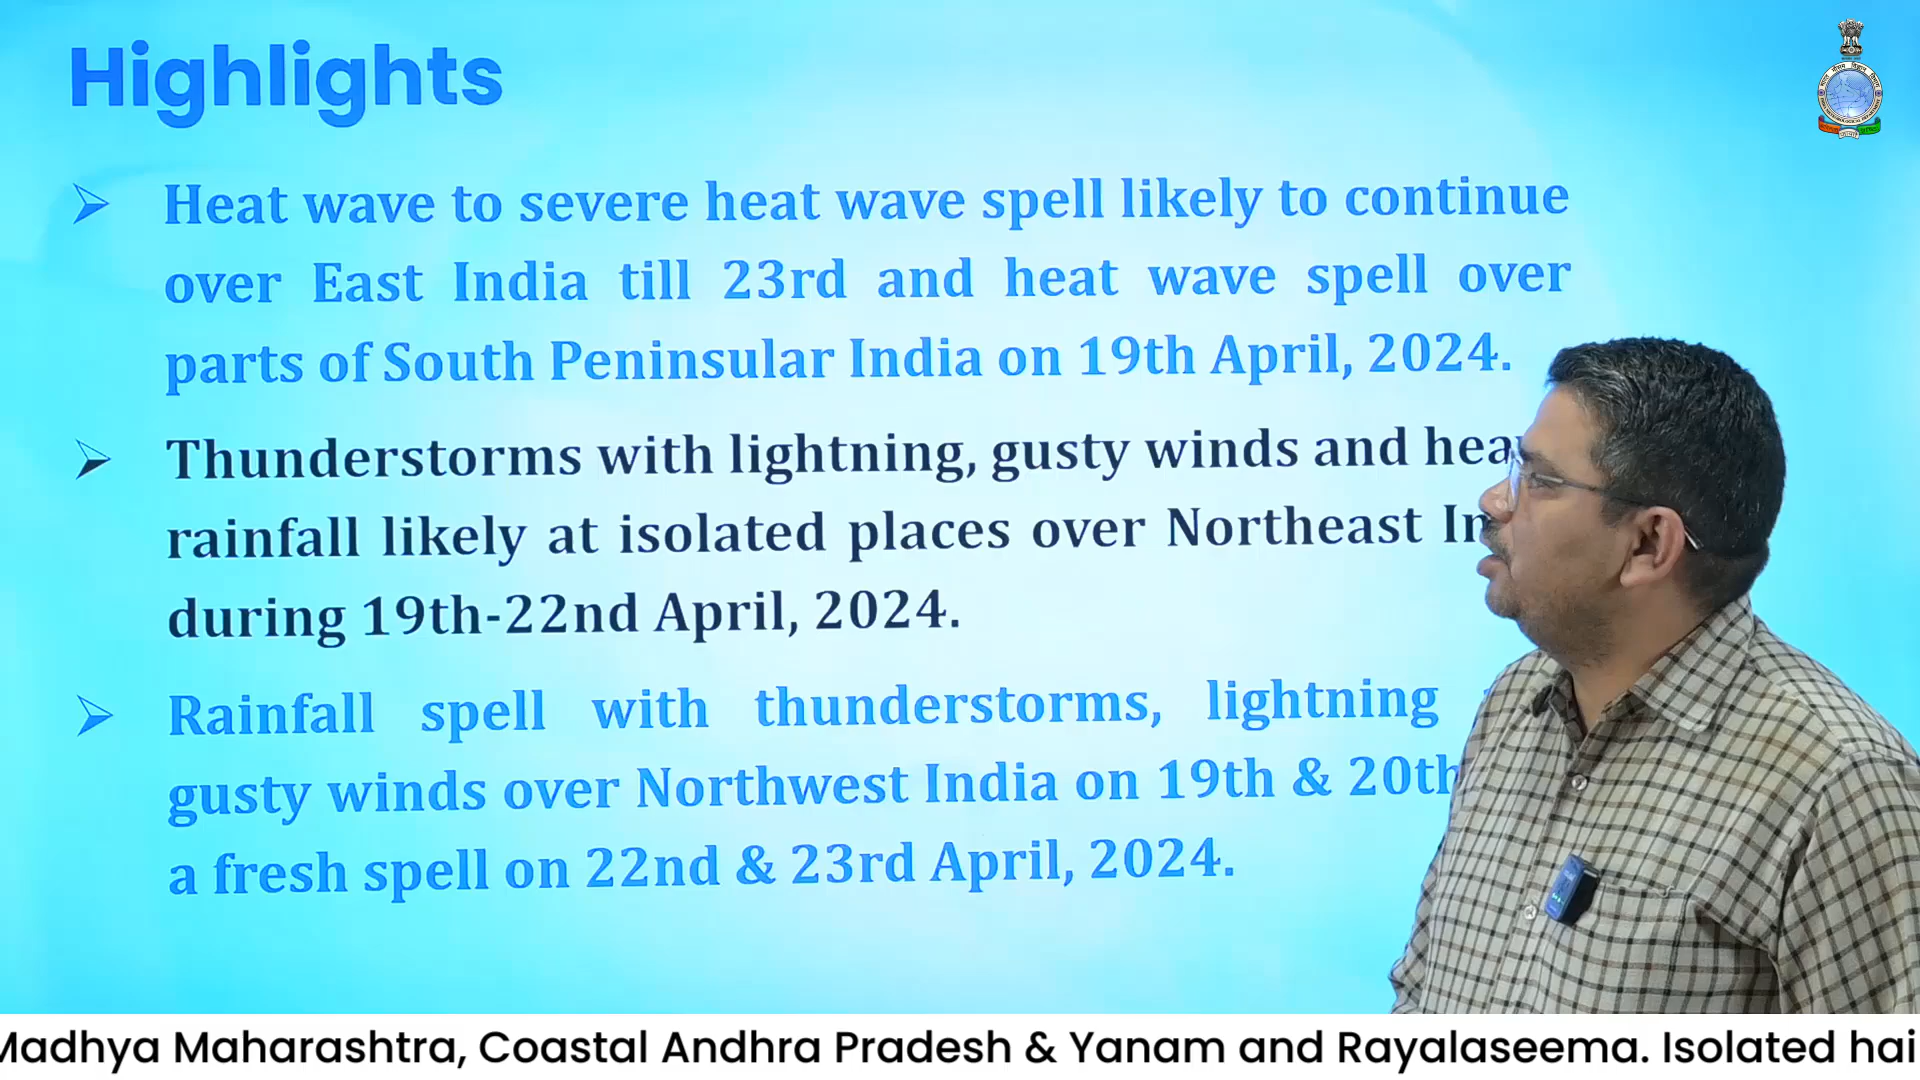 Highlights
Heat wave to severe heat wave spell likely to continue
over East India till 23rd and heat wave spell over
parts of South Peninsular India on 19th April, 2024.
Thunderstorms with lightning, gusty winds and
rainfall likely at isolated places over Northeast
during 19th-22nd April, 2024.
Rainfall spell with thunderstorms, lightning
gusty winds over Northwest India on 19th & 20th
a fresh spell on 22nd & 23rd April, 2024.
Madhya Maharashtra, Coastal Andhra Pradesh & Yanam and Rayalaseema. Isolated